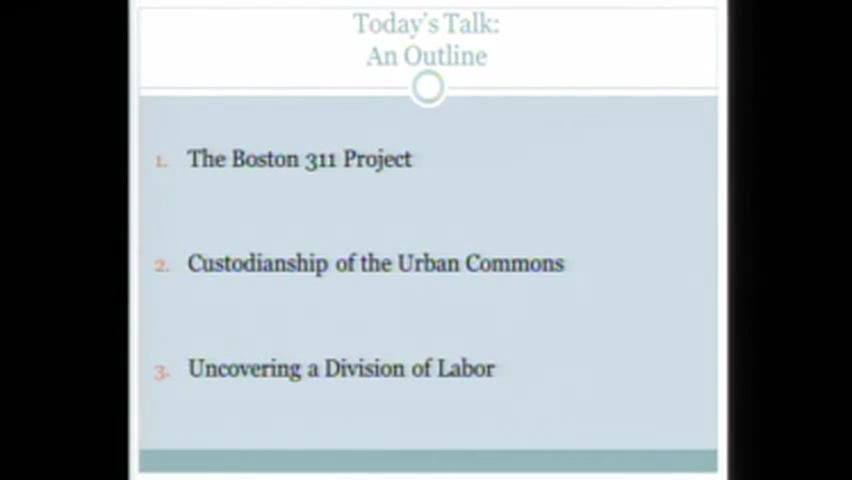 Today's Talk:
An Outline
1. The Boston 311 Project
2. Custodianship of the Urban Commons
3. Uncovering a Division of Labor